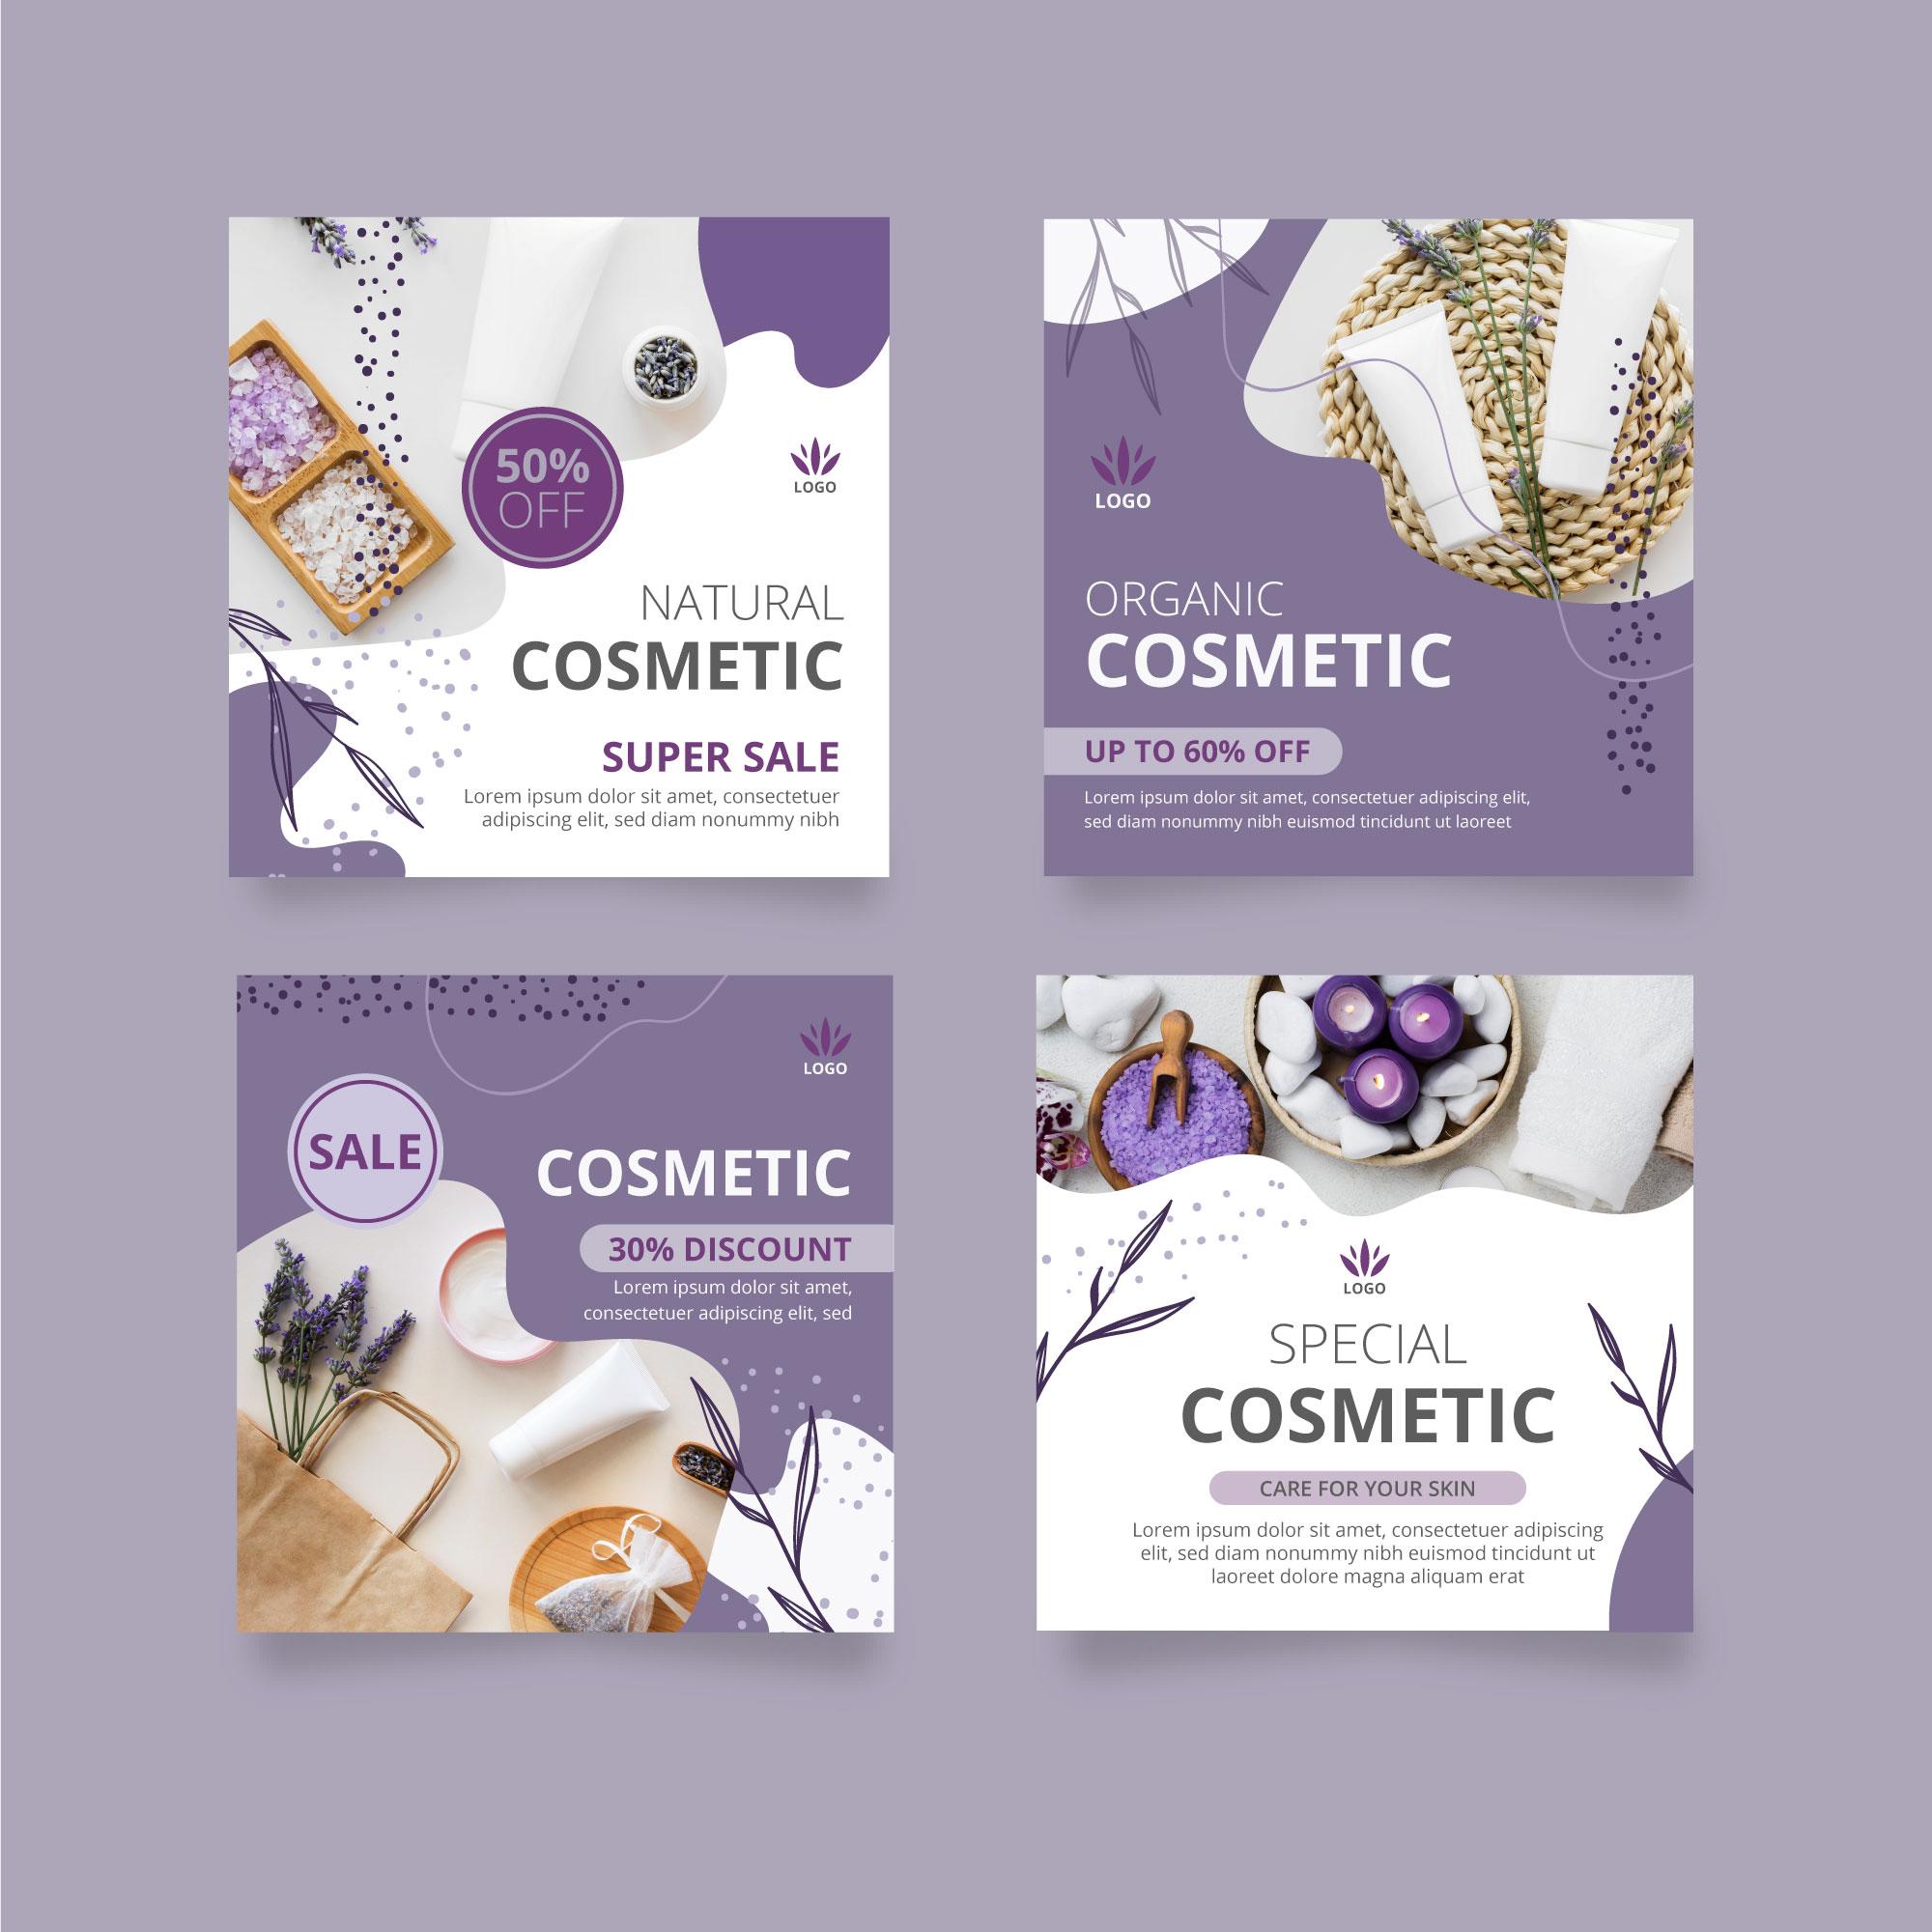 50%
OFF
LOGO
NATURAL
COSMETIC
SUPER SALE
Lorem ipsum dolor sit amet, consectetuer
adipiscing elit, sed diam nonummy nibh
LOGO
ORGANIC
COSMETIC
UP TO 60% OFF
Lorem ipsum dolor sit amet, consectetuer adipiscing elit,
sed diam nonummy nibh euismod tincidunt ut laoreet
LOGO
SALE
COSMETIC
30% DISCOUNT
Lorem ipsum dolor sit amet,
consectetuer adipiscing elit, sed
LOGO
SPECIAL
COSMETIC
CARE FOR YOUR SKIN
Lorem ipsum dolor sit amet, consectetuer adipiscing
elit, sed diam nonummy nibh euismod tincidunt ut
laoreet dolore magna aliquam erat